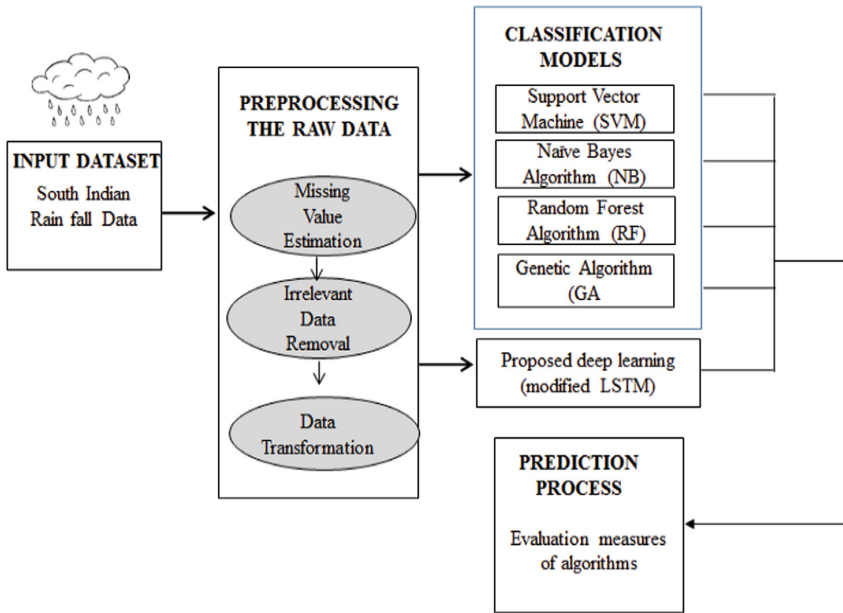 INPUT DATASET
South Indian
Rain fall Data
PREPROCESSING
THE RAW DATA
Missing
Value
Estimation
Irrelevant
Data
Removal
Data
Transformation
CLASSIFICATION
MODELS
Support Vector
Machine (SVM)
Naïve Bayes
Algorithm (NB)
Random Forest
Algorithm (RF)
Genetic Algorithm
(GA
Proposed deep learning
(modified LSTM)
PREDICTION
PROCESS
Evaluation measures
of algorithms